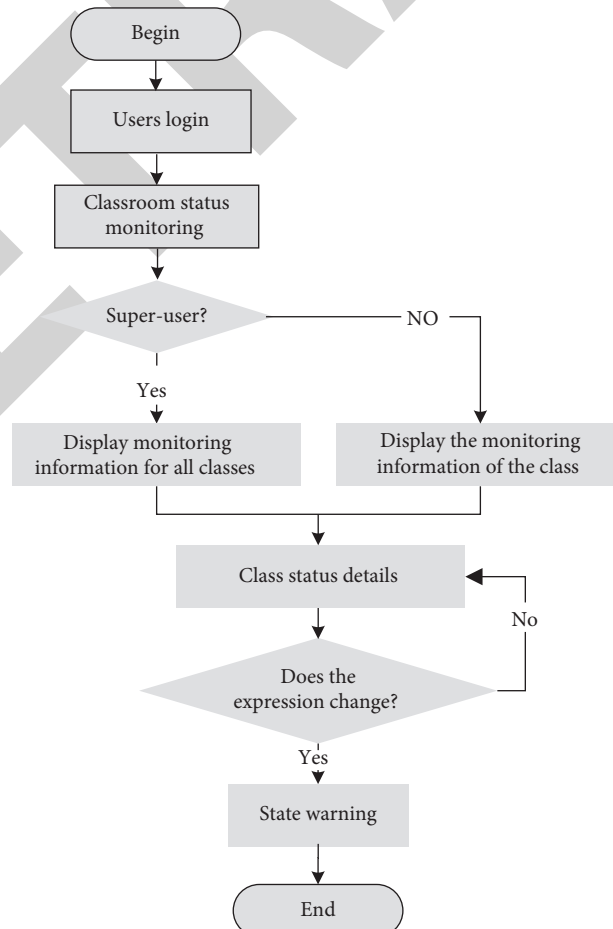 Begin
Users login
Classroom status
monitoring
Super-user?
NO
Yes
Display monitoring
information for all classes
Display the monitoring
information of the class
Class status details
No
Does the
expression change?
Yes
State warning
End